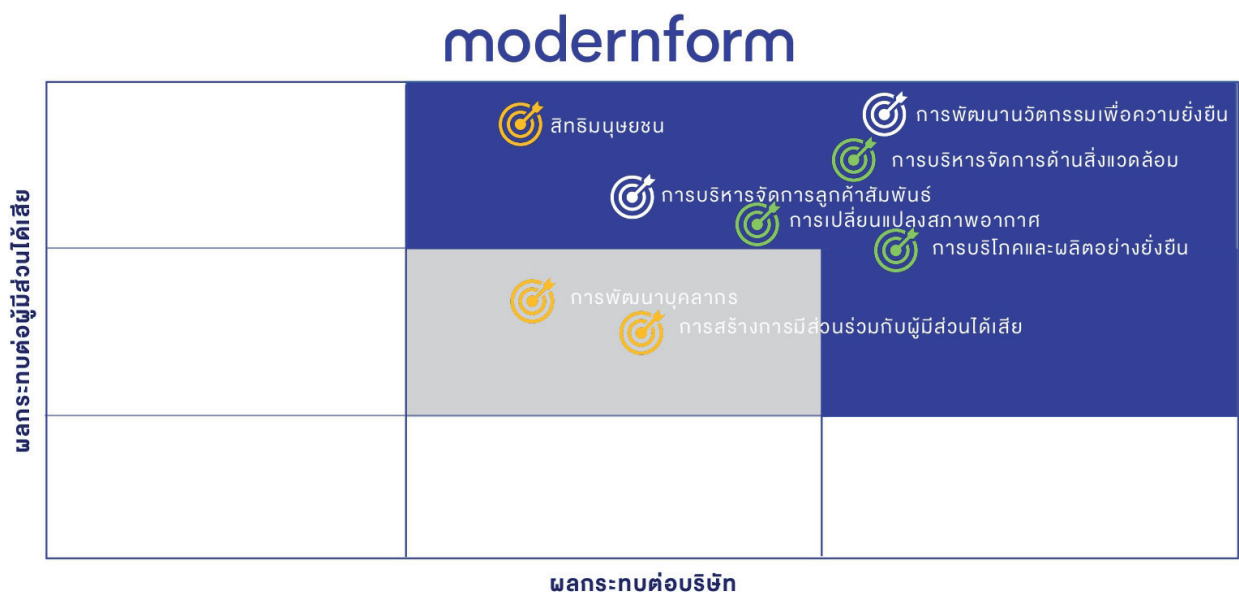 modernform
สิทธิมนุษยชน
การพัฒนานวัตกรรมเพื่อความยั่งยืน
การบริหารจัดการด้านสิ่งแวดล้อม
การบริหารจัดการลูกค้าสัมพันธ์
การเปลี่ยนแปลงสภาพอากาศ
การบริโภคและผลิตอย่างยั่งยืน
การพัฒนาบุคลากร
การสร้างการมีส่วนร่วมกับผู้มีส่วนได้เสีย
ผลกระทบต่อผู้มีส่วนได้เสีย
ผลกระทบต่อบริษัท